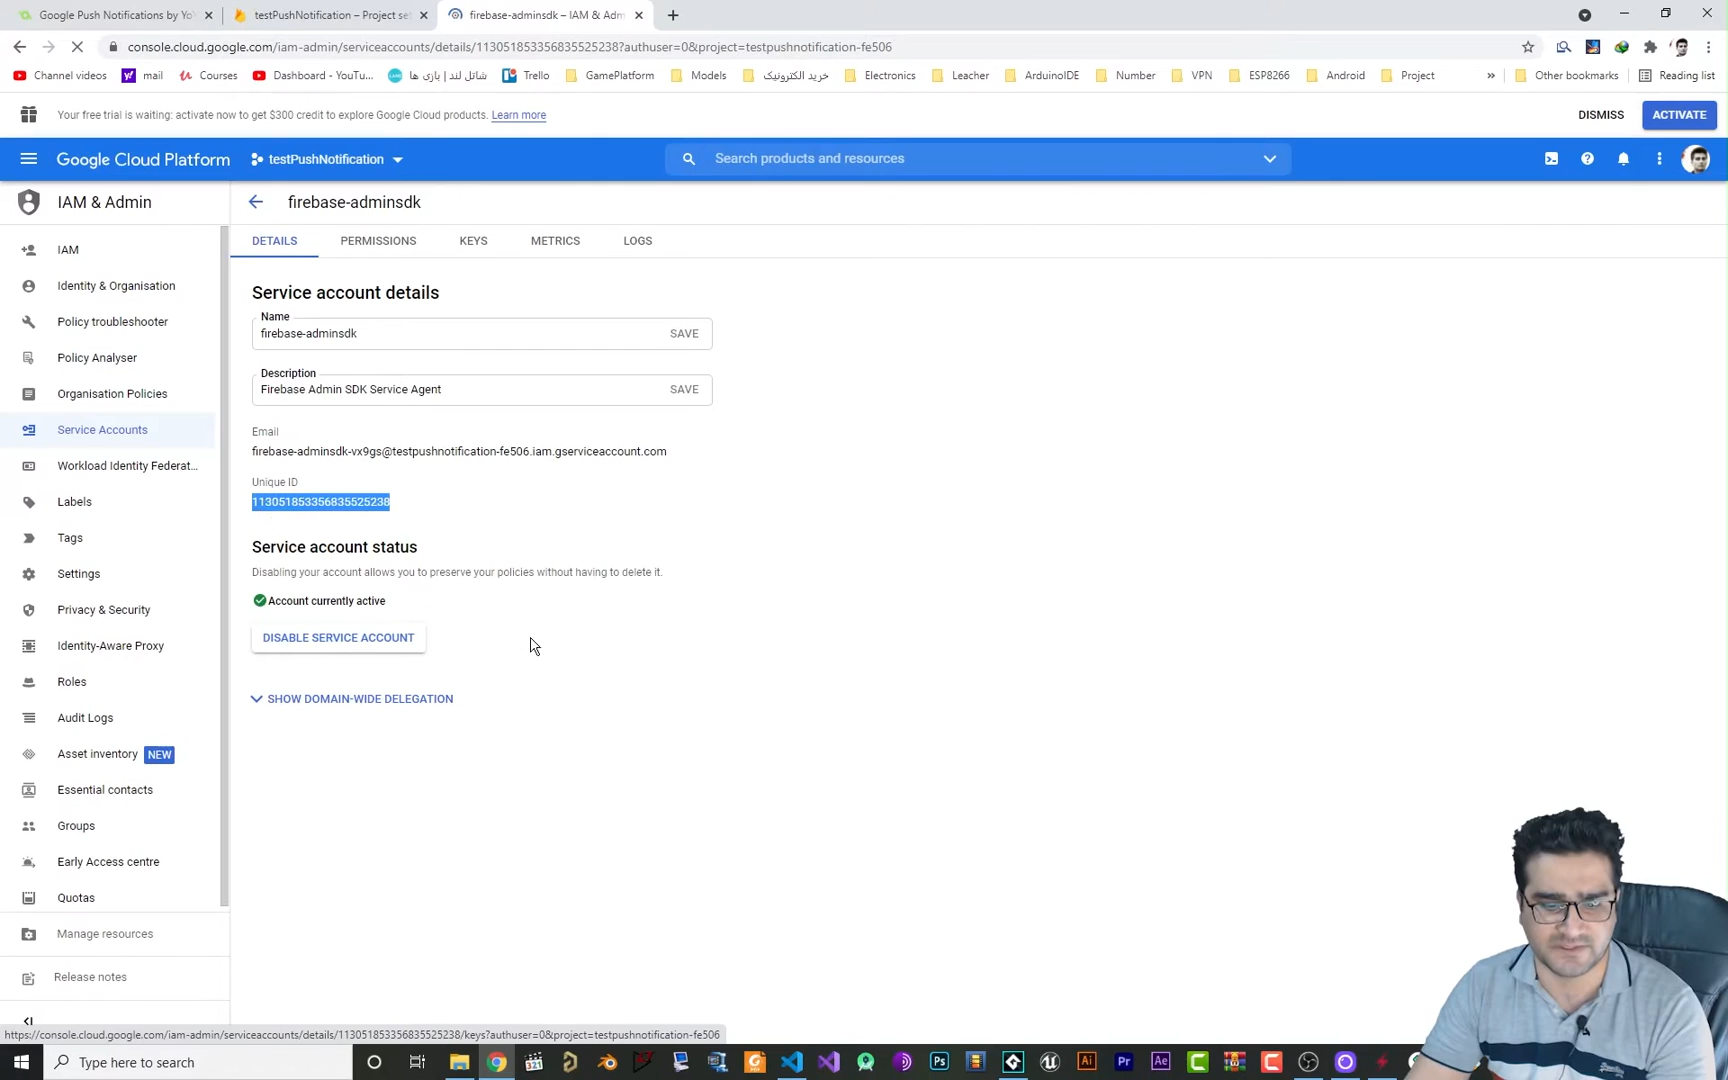 Google Push Notifications by YoY
testPushNotification – Project se
firebase-adminsdk – IAM & Adm
console.cloud.google.com/iam-admin/serviceaccounts/details/113051853356835525238?authuser=0&project=testpushnotification-fe506
Channel videos
mail
Courses
Dashboard - YouTu...
شاتل لند | بازی ها
Trello
GamePlatform
Models
خرید الکترونیک
Electronics
Leacher
ArduinoIDE
Number
VPN
ESP8266
Android
Project
»
Other bookmarks
Reading list
Your free trial is waiting: activate now to get $300 credit to explore Google Cloud products. Learn more
DISMISS
ACTIVATE
Google Cloud Platform
testPushNotification
Search products and resources
IAM & Admin
firebase-adminsdk
IAM
Identity & Organisation
Policy troubleshooter
Policy Analyser
Organisation Policies
Service Accounts
Workload Identity Federat...
Labels
Tags
Settings
Privacy & Security
Identity-Aware Proxy
Roles
Audit Logs
Asset inventory NEW
Essential contacts
Groups
Early Access centre
Quotas
Manage resources
Release notes
DETAILS
PERMISSIONS
KEYS
METRICS
LOGS
Service account details
Name
firebase-adminsdk
SAVE
Description
Firebase Admin SDK Service Agent
SAVE
Email
firebase-adminsdk-vx9gs@testpushnotification-fe506.iam.gserviceaccount.com
Unique ID
113051853356835525238
Service account status
Disabling your account allows you to preserve your policies without having to delete it.
Account currently active
DISABLE SERVICE ACCOUNT
SHOW DOMAIN-WIDE DELEGATION
https://console.cloud.google.com/iam-admin/serviceaccounts/details/113051853356835525238/keys?authuser=0&project=testpushnotification-fe506
Type here to search